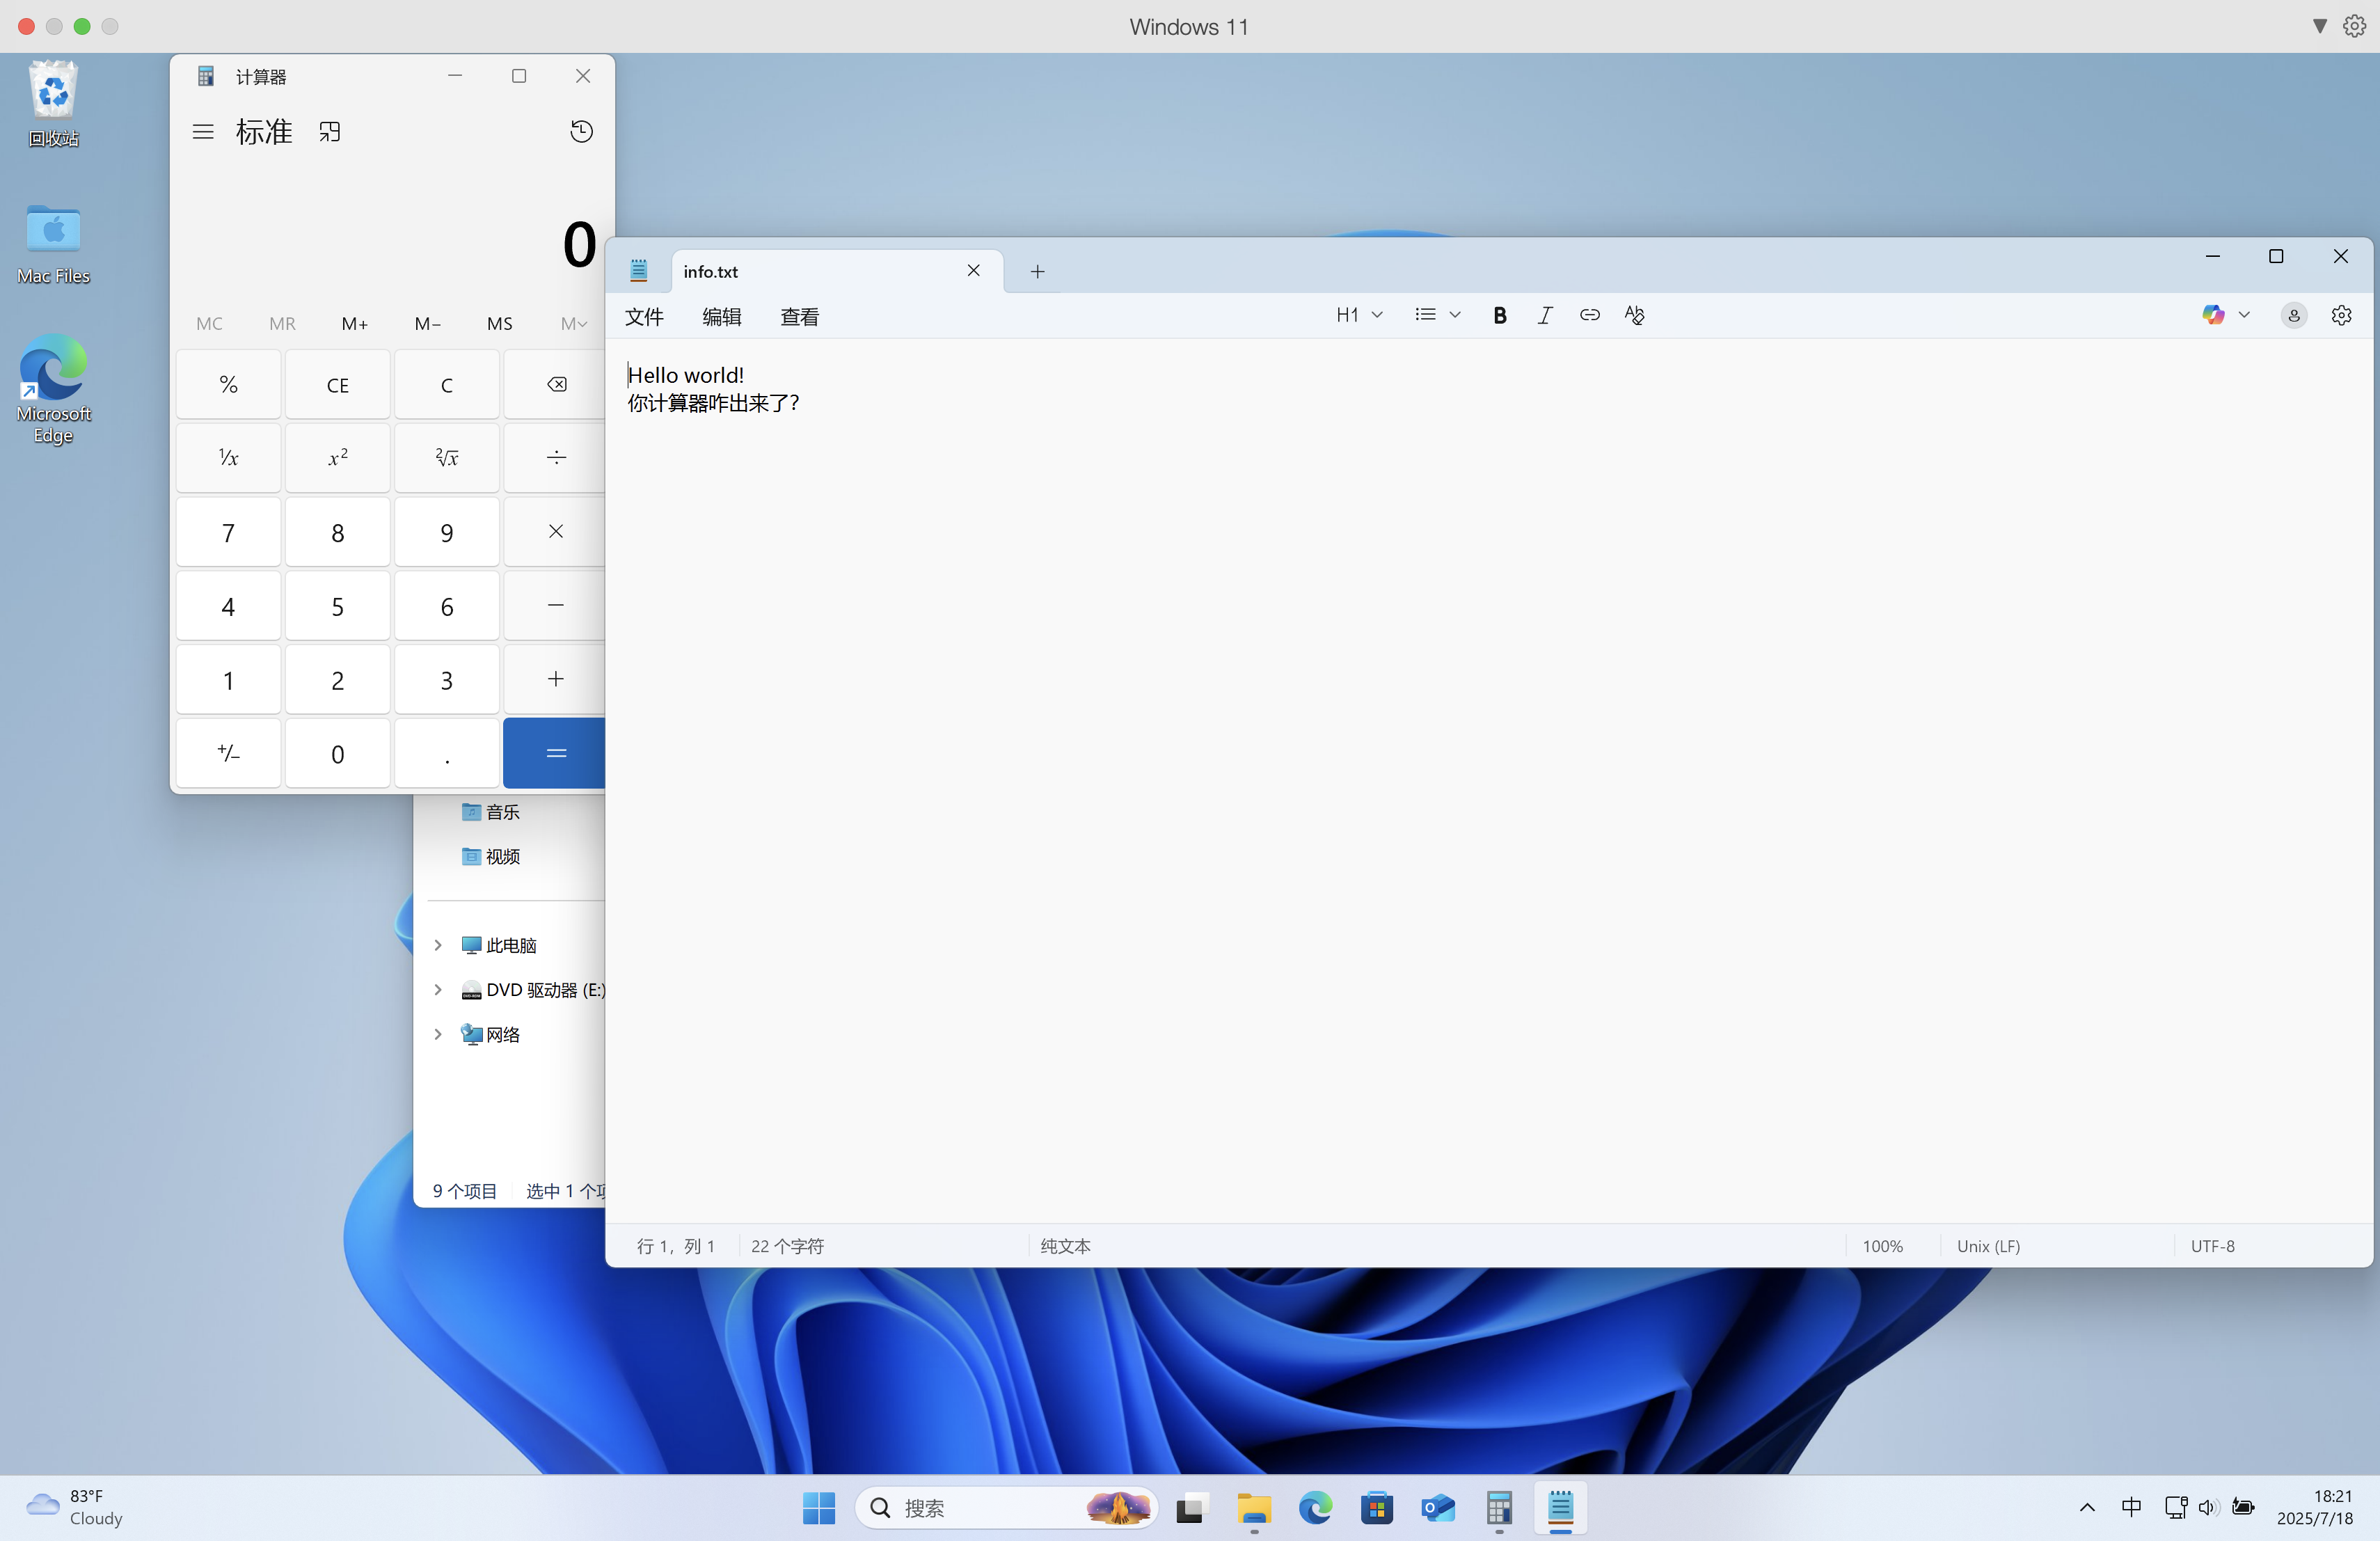 Windows 11
回收站
Mac Files
Microsoft
Edge
计算器
标准
0
MC MR M+ M− MS M
% CE C
¹/x x² ²√x ÷
7 8 9 ×
4 5 6 −
1 2 3 +
+/− 0 . =
音乐
视频
此电脑
DVD 驱动器 (E:)
网络
9 个项目 选中 1 个
info.txt
文件 编辑 查看 H1 B I
Hello world!
你计算器咋出来了?
行 1，列 1 22 个字符 纯文本 100% Unix (LF) UTF-8
83°F
Cloudy
搜索
中
18:21
2025/7/18